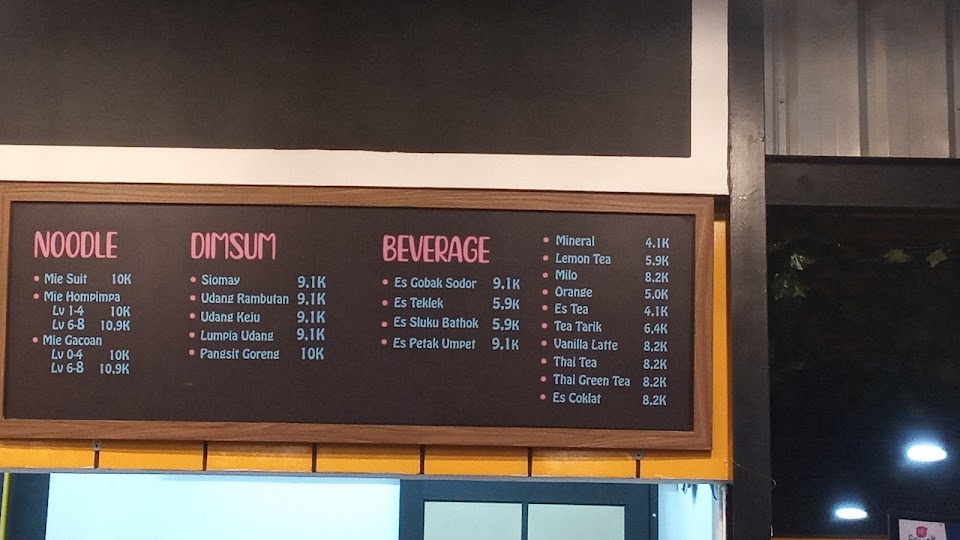 NOODLE
Mie Suit 10K
Mie Hompimpa
Lv 1-4 10K
Lv 6-8 10.9K
Mie Gacoan
Lv 0-4 10K
Lv 6-8 10.9K
DIMSUM
Siomay 9.1K
Udang Rambutan 9.1K
Udang Keju 9.1K
Lumpia Udang 9.1K
Pangsit Goreng 10K
BEVERAGE
Es Gobak Sodor 9.1K
Es Teklek 5.9K
Es Sluku Bathok 5.9K
Es Petak Umpet 9.1K
Mineral 4.1K
Lemon Tea 5.9K
Milo 8.2K
Orange 5.0K
Es Tea 4.1K
Tea Tarik 6.4K
Vanilla Latte 8.2K
Thai Tea 8.2K
Thai Green Tea 8.2K
Es Coklat 8.2K